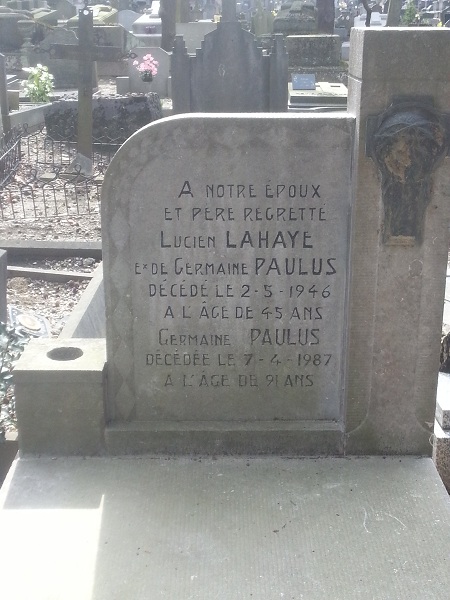 A NOTRE ÉPOUX
ET PÈRE REGRETTÉ
LUCIEN LAHAYE
Ex DE GERMAINE PAULUS
DÉCÉDÉ LE 2-5-1946
A L'ÂGE DE 45 ANS
GERMAINE PAULUS
DÉCÉDÉE LE 7-4-1987
A L'ÂGE DE 91 ANS